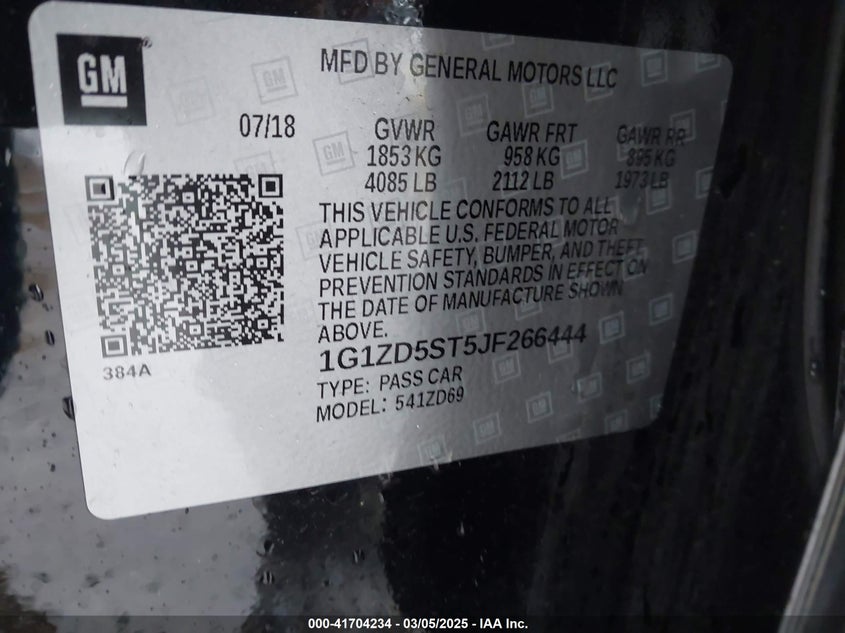 GM
MFD BY GENERAL MOTORS LLC
07/18
GVWR GAWR FRT GAWR RR
1853 KG 958 KG 895 KG
4085 LB 2112 LB 1973 LB
THIS VEHICLE CONFORMS TO ALL
APPLICABLE U.S. FEDERAL MOTOR
VEHICLE SAFETY, BUMPER, AND THEFT
PREVENTION STANDARDS IN EFFECT ON
THE DATE OF MANUFACTURE SHOWN
ABOVE.
1G1ZD5ST5JF266444
TYPE: PASS CAR
MODEL: 541ZD69
384A
000-41704234 - 03/05/2025 - IAA Inc.